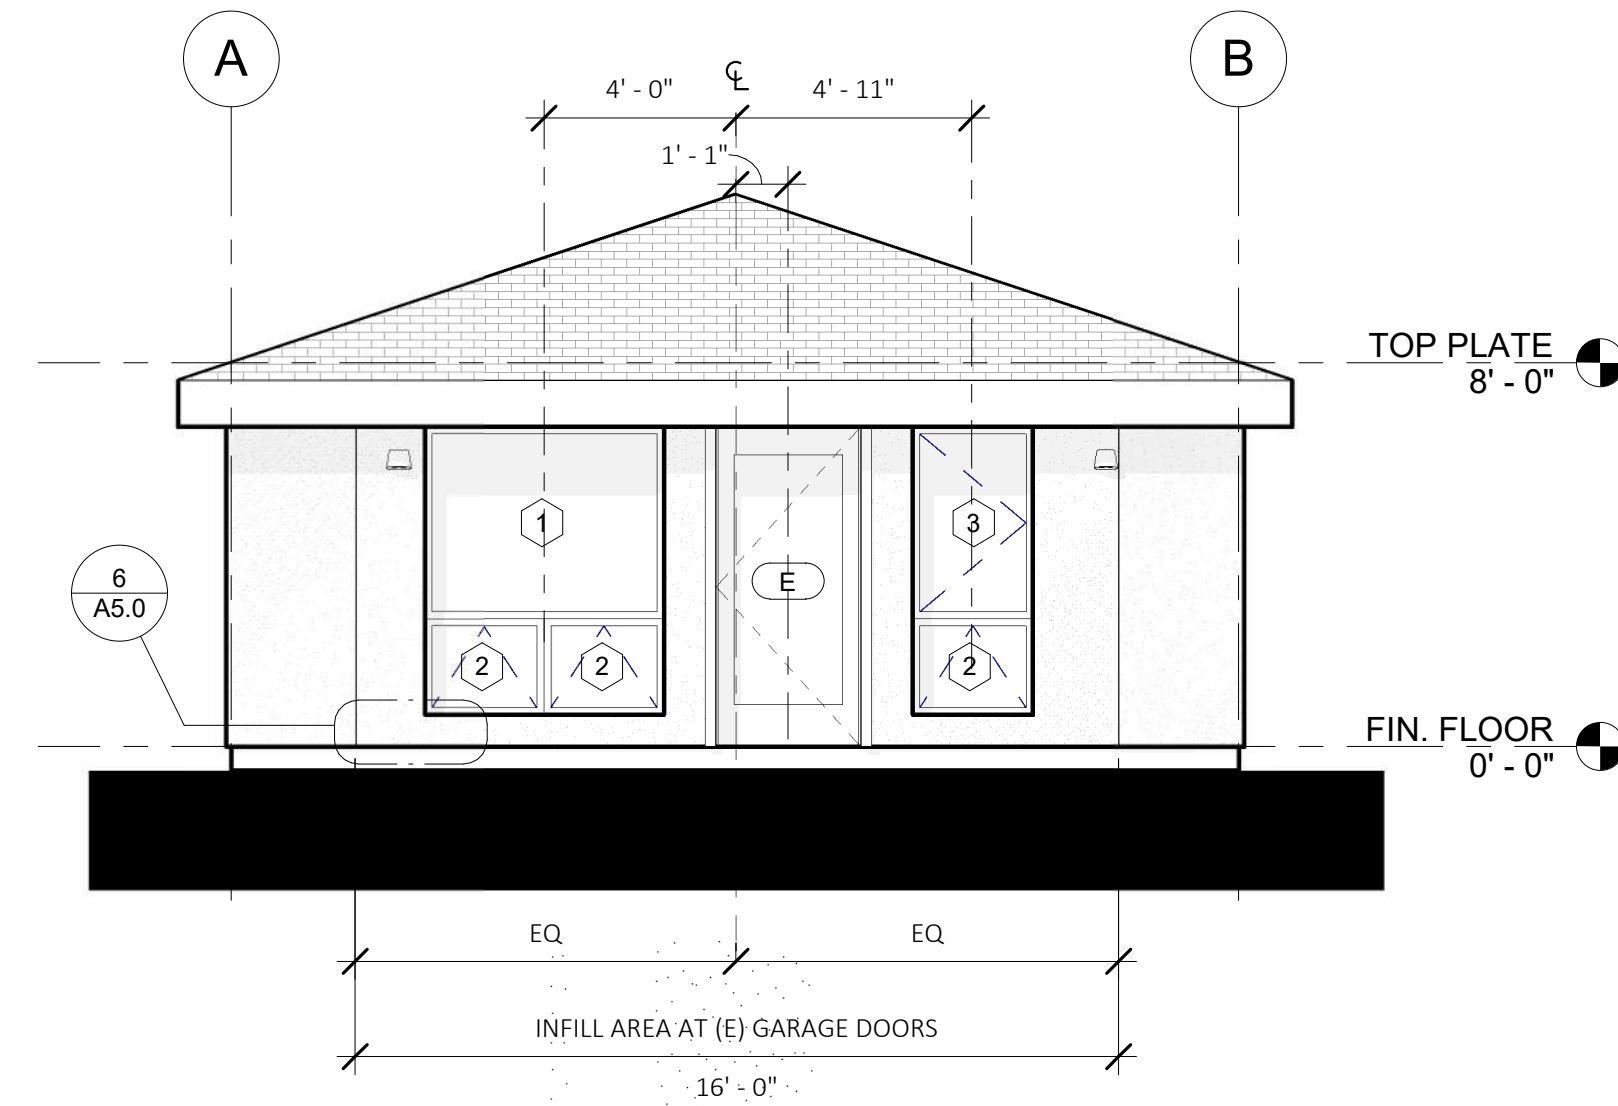 A
B
℄
4' - 0"
4' - 11"
1' - 1"
TOP PLATE
8' - 0"
1
3
6
A5.0
E
2
2
2
FIN. FLOOR
0' - 0"
EQ
EQ
INFILL AREA AT (E) GARAGE DOORS
16' - 0"